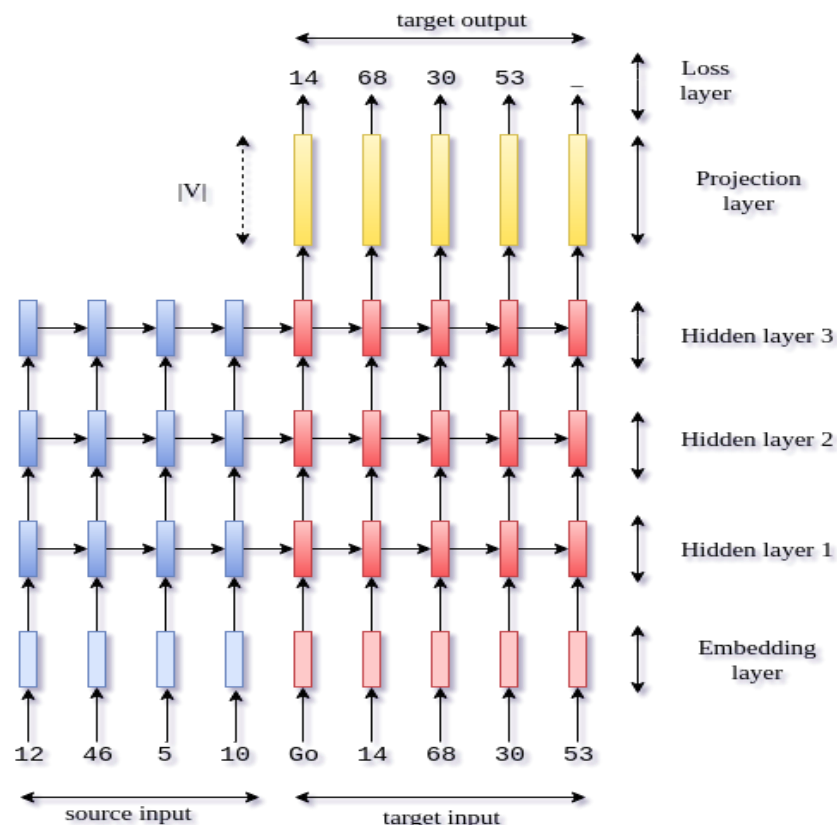 target output
14 68 30 53 _
Loss
layer
|V|
Projection
layer
Hidden layer 3
Hidden layer 2
Hidden layer 1
Embedding
layer
12 46 5 10 Go 14 68 30 53
source input
target input